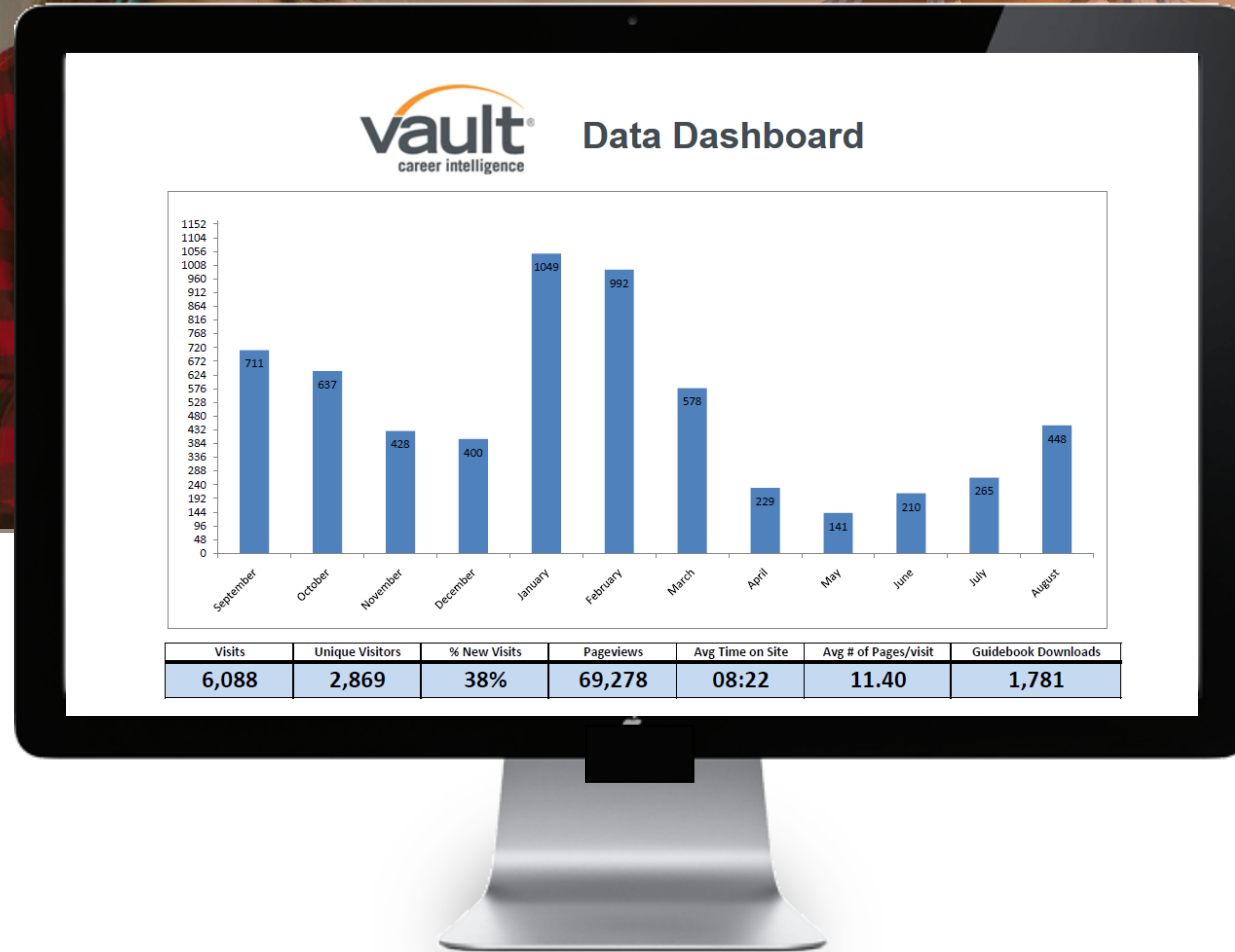 vault®
career intelligence
Data Dashboard
1152
1104
1056
1008
960
912
864
816
768
720
672
624
576
528
480
432
384
336
288
240
192
144
96
48
0
711
637
428
400
1049
992
578
229
141
210
265
448
September
October
November
December
January
February
March
April
May
June
July
August
Visits Unique Visitors % New Visits Pageviews Avg Time on Site Avg # of Pages/visit Guidebook Downloads
6,088 2,869 38% 69,278 08:22 11.40 1,781